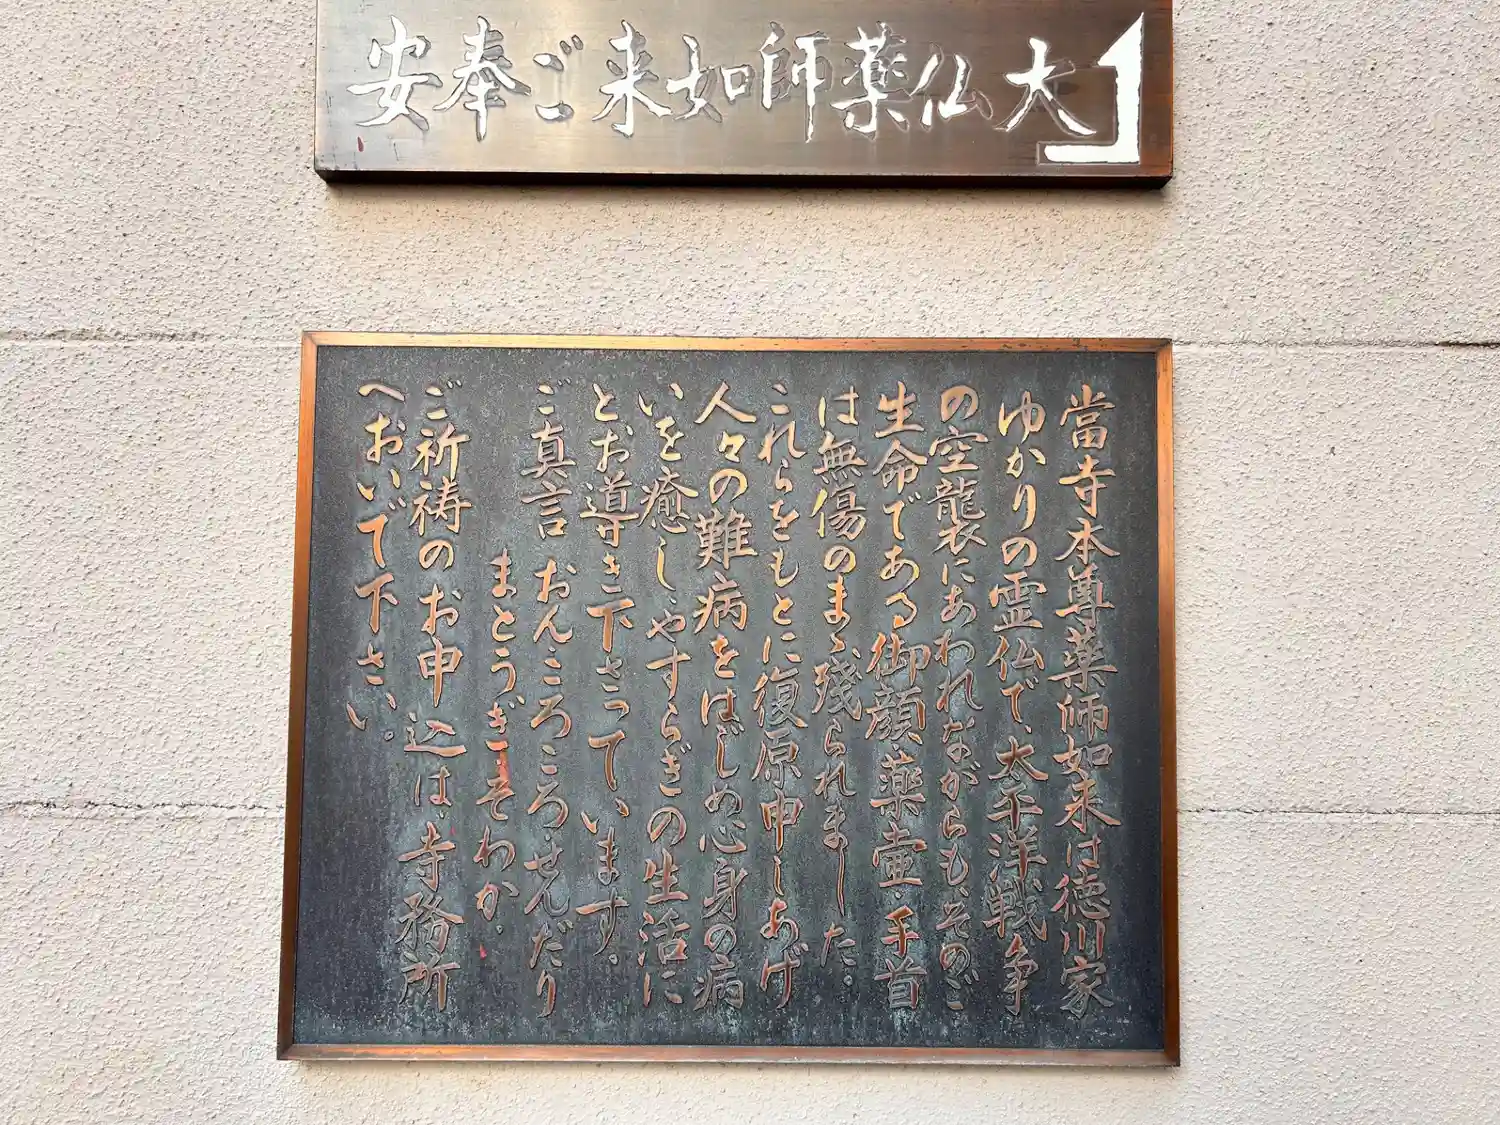 大仏薬師如来ご奉安
當寺本尊薬師如来は徳川家
ゆかりの霊仏で、太平洋戦争
の空襲にあわれながらも、そのご
生命である御顔・薬壷・手首
は無傷のまゝ殘られました。
これらをもとに復原申しあげ
人々の難病をはじめ心身の病
いを癒し、やすらぎの生活に
とお導き下さって、います。
ご真言 おんころころ・せんだり
まとうぎ・そわか。
ご祈祷のお申込は、寺務所
へおいで下さい。